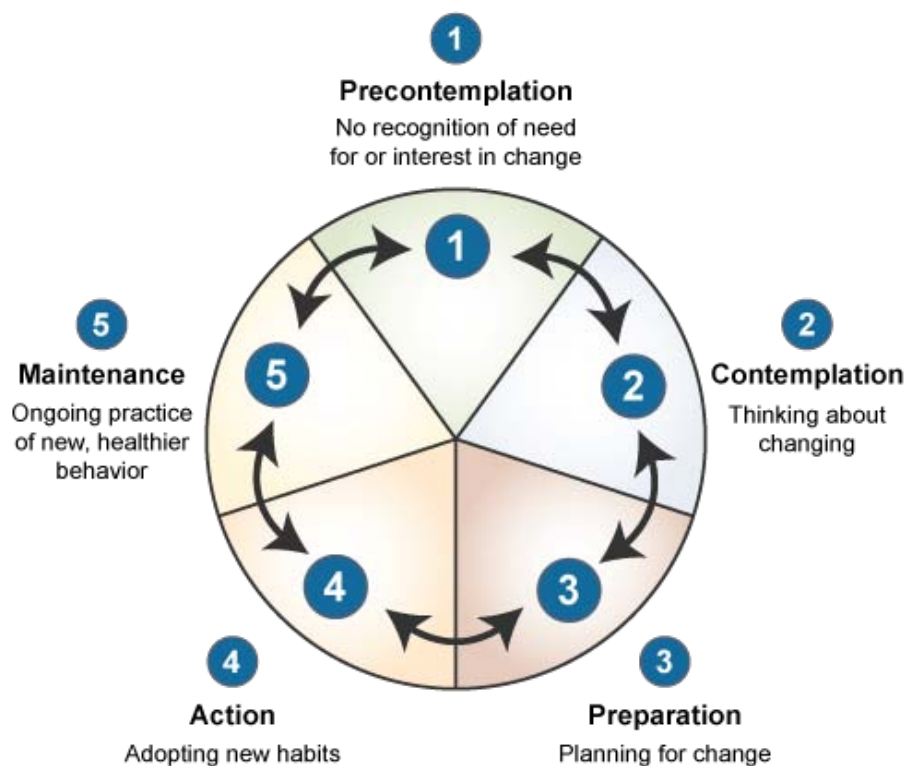 1
Precontemplation
No recognition of need
for or interest in change
1
2
Contemplation
Thinking about
changing
2
3
Preparation
Planning for change
3
4
Action
Adopting new habits
4
5
Maintenance
Ongoing practice
of new, healthier
behavior
5